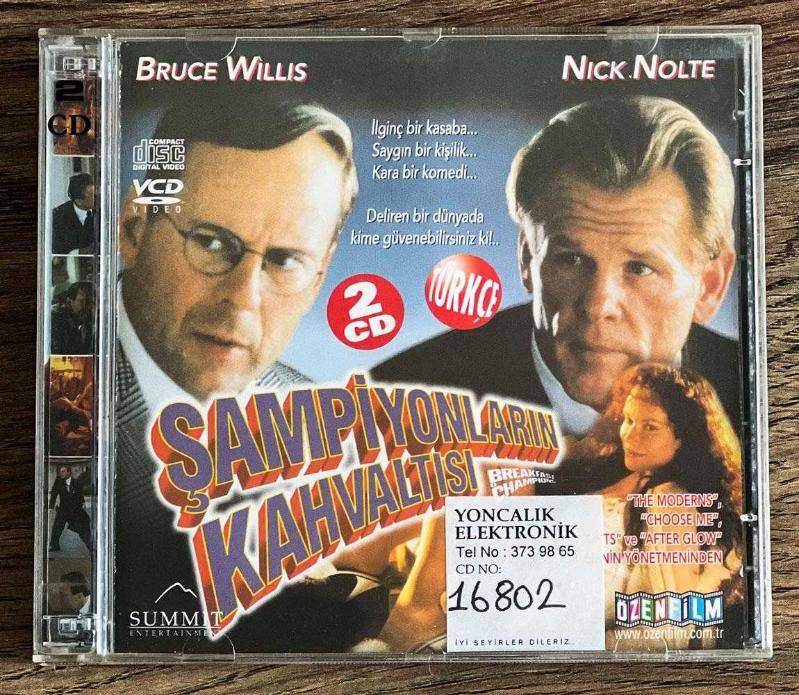 2
CD
BRUCE WILLIS
NICK NOLTE
COMPACT
disc
DIGITAL VIDEO
VCD
VIDEO
İlginç bir kasaba...
Saygın bir kişilik...
Kara bir komedi...
Deliren bir dünyada
kime güvenebilirsiniz ki!..
2
CD
TÜRKÇE
ŞAMPİYONLARIN
KAHVALTISI
BREAKFAST
OF
CHAMPIONS
"THE MODERNS",
"CHOOSE ME",
TS" ve "AFTER GLOW"
NİN YÖNETMENİNDEN
YONCALIK
ELEKTRONİK
Tel No : 373 98 65
CD NO:
16802
İYİ SEYİRLER DİLERİZ...
SUMMIT
ENTERTAINMENT
ÖZENFİLM
www.ozenfilm.com.tr